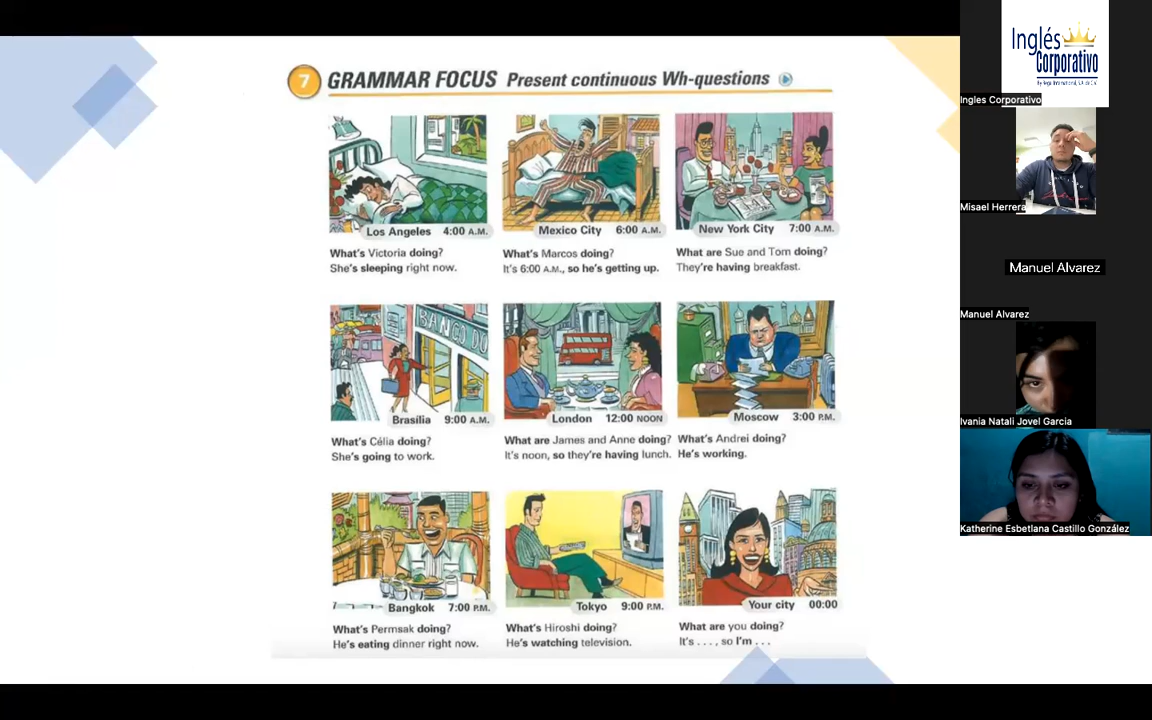 7 GRAMMAR FOCUS Present continuous Wh-questions
Los Angeles 4:00 A.M.
What's Victoria doing?
She's sleeping right now.
Mexico City 6:00 A.M.
What's Marcos doing?
It's 6:00 A.M., so he's getting up.
New York City 7:00 A.M.
What are Sue and Tom doing?
They're having breakfast.
BANCO DO
Brasília 9:00 A.M.
What's Célia doing?
She's going to work.
London 12:00 NOON
What are James and Anne doing?
It's noon, so they're having lunch.
Moscow 3:00 P.M.
What's Andrei doing?
He's working.
Bangkok 7:00 P.M.
What's Permsak doing?
He's eating dinner right now.
Tokyo 9:00 P.M.
What's Hiroshi doing?
He's watching television.
Your city 00:00
What are you doing?
It's . . . , so I'm . . .
Inglés
Corporativo
Ingles Corporativo
Misael Herrera
Manuel Alvarez
Manuel Alvarez
Ivania Natali Jovel Garcia
Katherine Esbetlana Castillo González